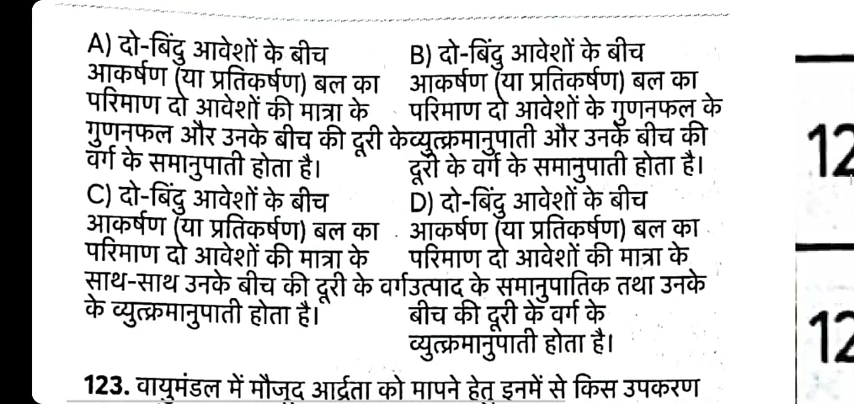 A) दो-बिंदु आवेशों के बीच
आकर्षण (या प्रतिकर्षण) बल का
परिमाण दो आवेशों की मात्रा के
गुणनफल और उनके बीच की दूरी के
वर्ग के समानुपाती होता है।
B) दो-बिंदु आवेशों के बीच
आकर्षण (या प्रतिकर्षण) बल का
परिमाण दो आवेशों के गुणनफल के
व्युत्क्रमानुपाती और उनके बीच की
दूरी के वर्ग के समानुपाती होता है।
C) दो-बिंदु आवेशों के बीच
आकर्षण (या प्रतिकर्षण) बल का
परिमाण दो आवेशों की मात्रा के
साथ-साथ उनके बीच की दूरी के वर्ग
के व्युत्क्रमानुपाती होता है।
D) दो-बिंदु आवेशों के बीच
आकर्षण (या प्रतिकर्षण) बल का
परिमाण दो आवेशों की मात्रा के
उत्पाद के समानुपातिक तथा उनके
बीच की दूरी के वर्ग के
व्युत्क्रमानुपाती होता है।
123. वायुमंडल में मौजूद आर्द्रता को मापने हेतु इनमें से किस उपकरण
12
12